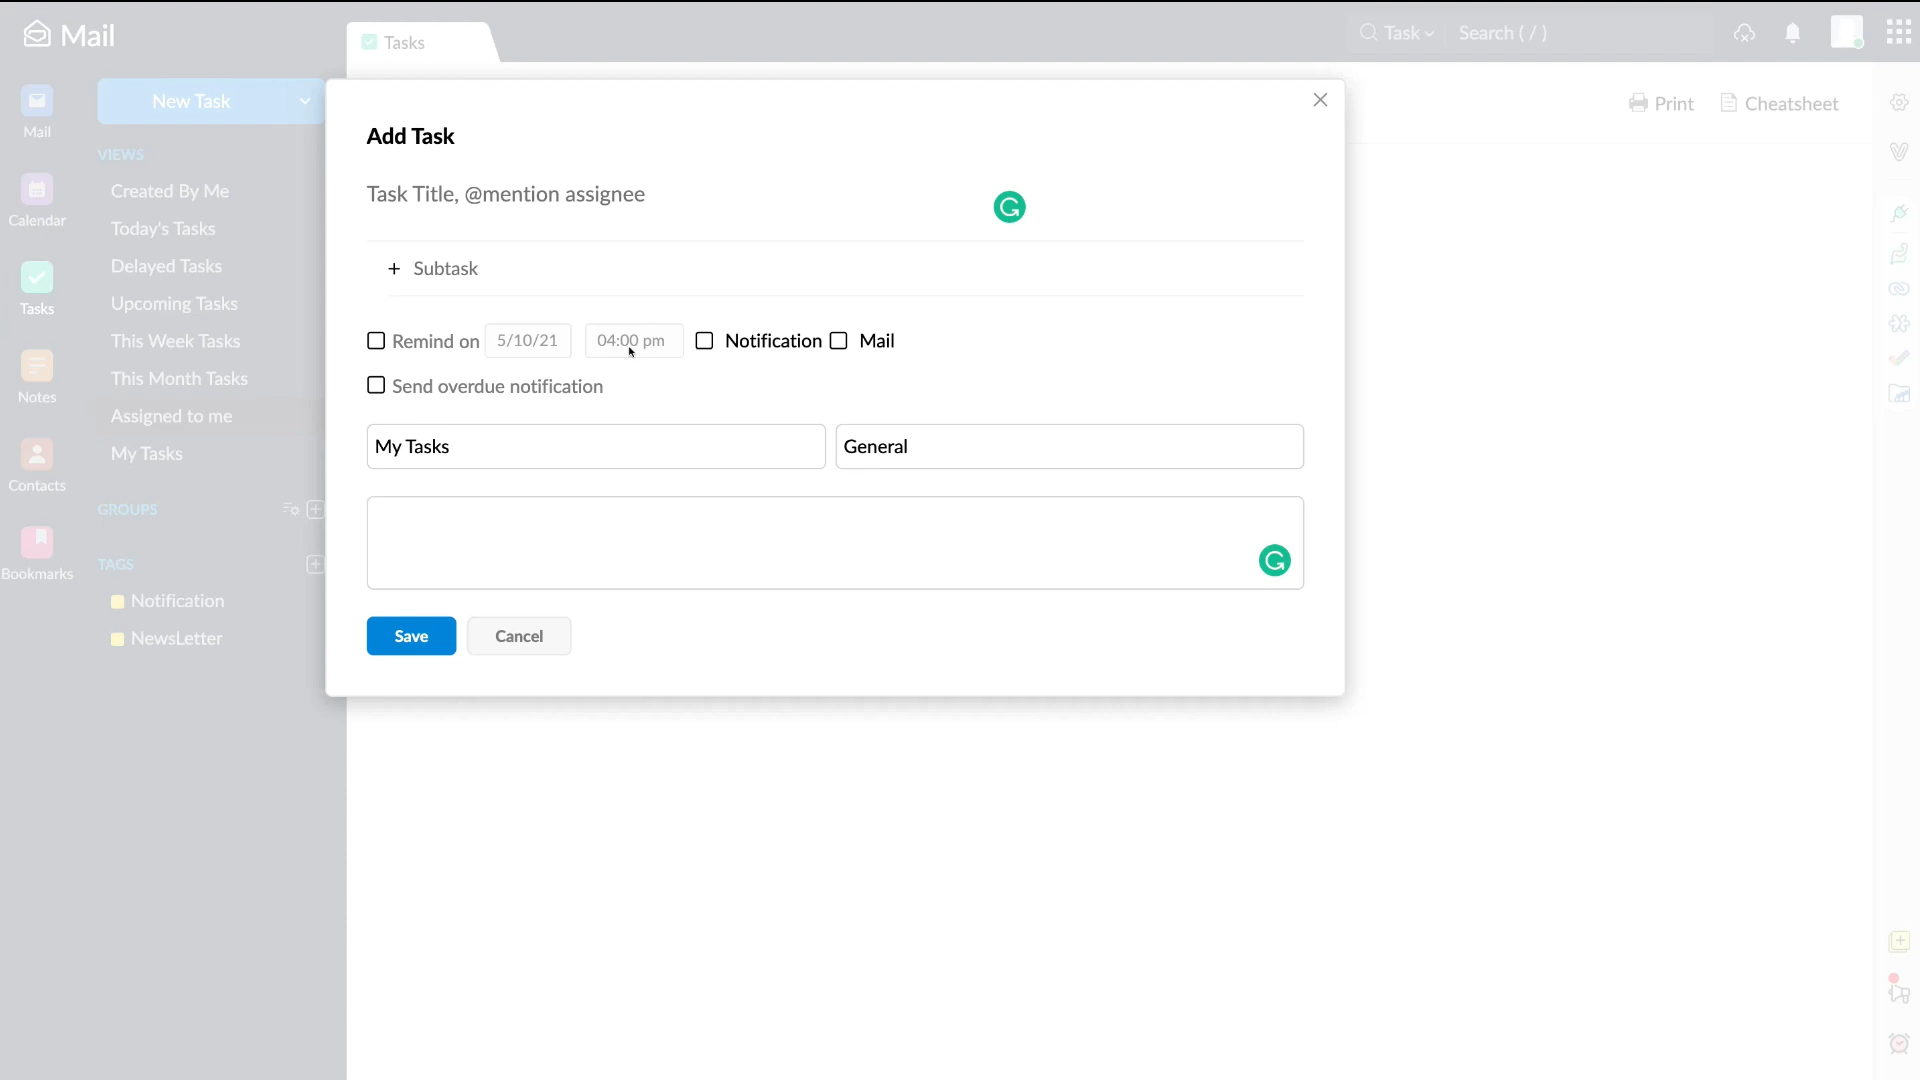 Mail
Tasks
Task
Search ( / )
New Task
Print
Cheatsheet
Mail
Calendar
Tasks
Notes
Contacts
Bookmarks
VIEWS
Created By Me
Today's Tasks
Delayed Tasks
Upcoming Tasks
This Week Tasks
This Month Tasks
Assigned to me
My Tasks
GROUPS
TAGS
Notification
NewsLetter
Add Task
Task Title, @mention assignee
+ Subtask
Remind on 5/10/21 04:00 pm Notification Mail
Send overdue notification
My Tasks
General
Save
Cancel